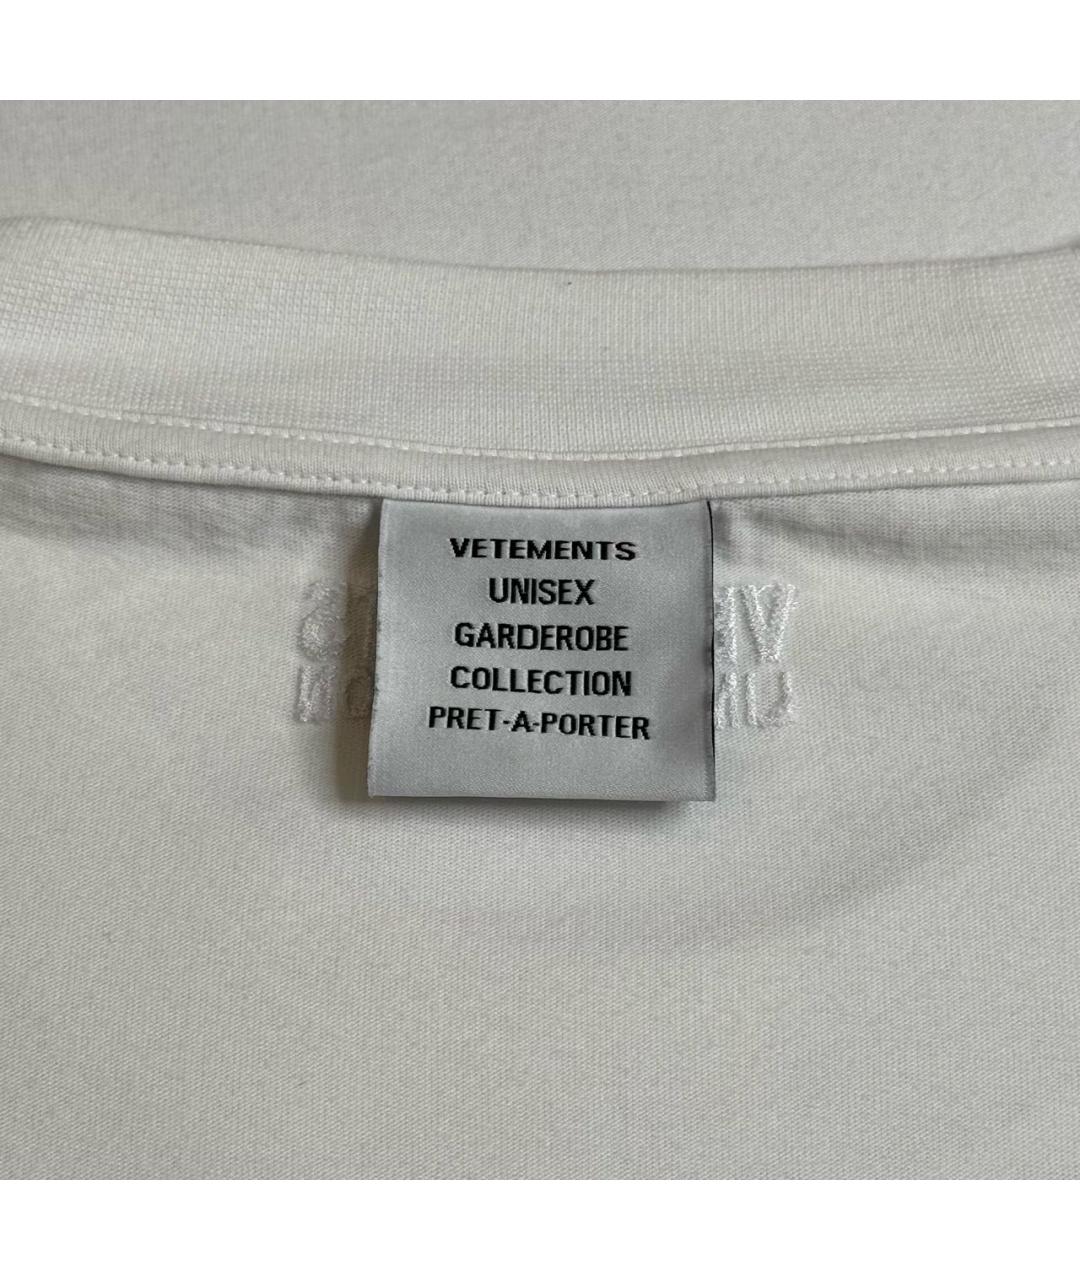 VETEMENTS
UNISEX
GARDEROBE
COLLECTION
PRET-A-PORTER